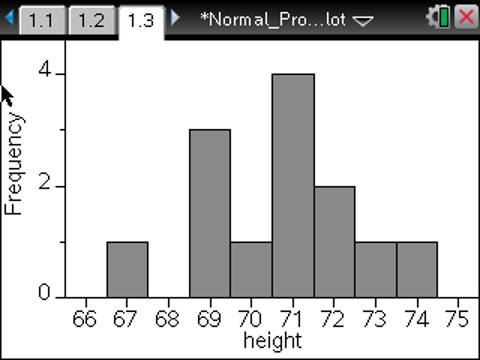 1.1 1.2 1.3 *Normal_Pro...lot
4
2
0
Frequency
66 67 68 69 70 71 72 73 74 75
height